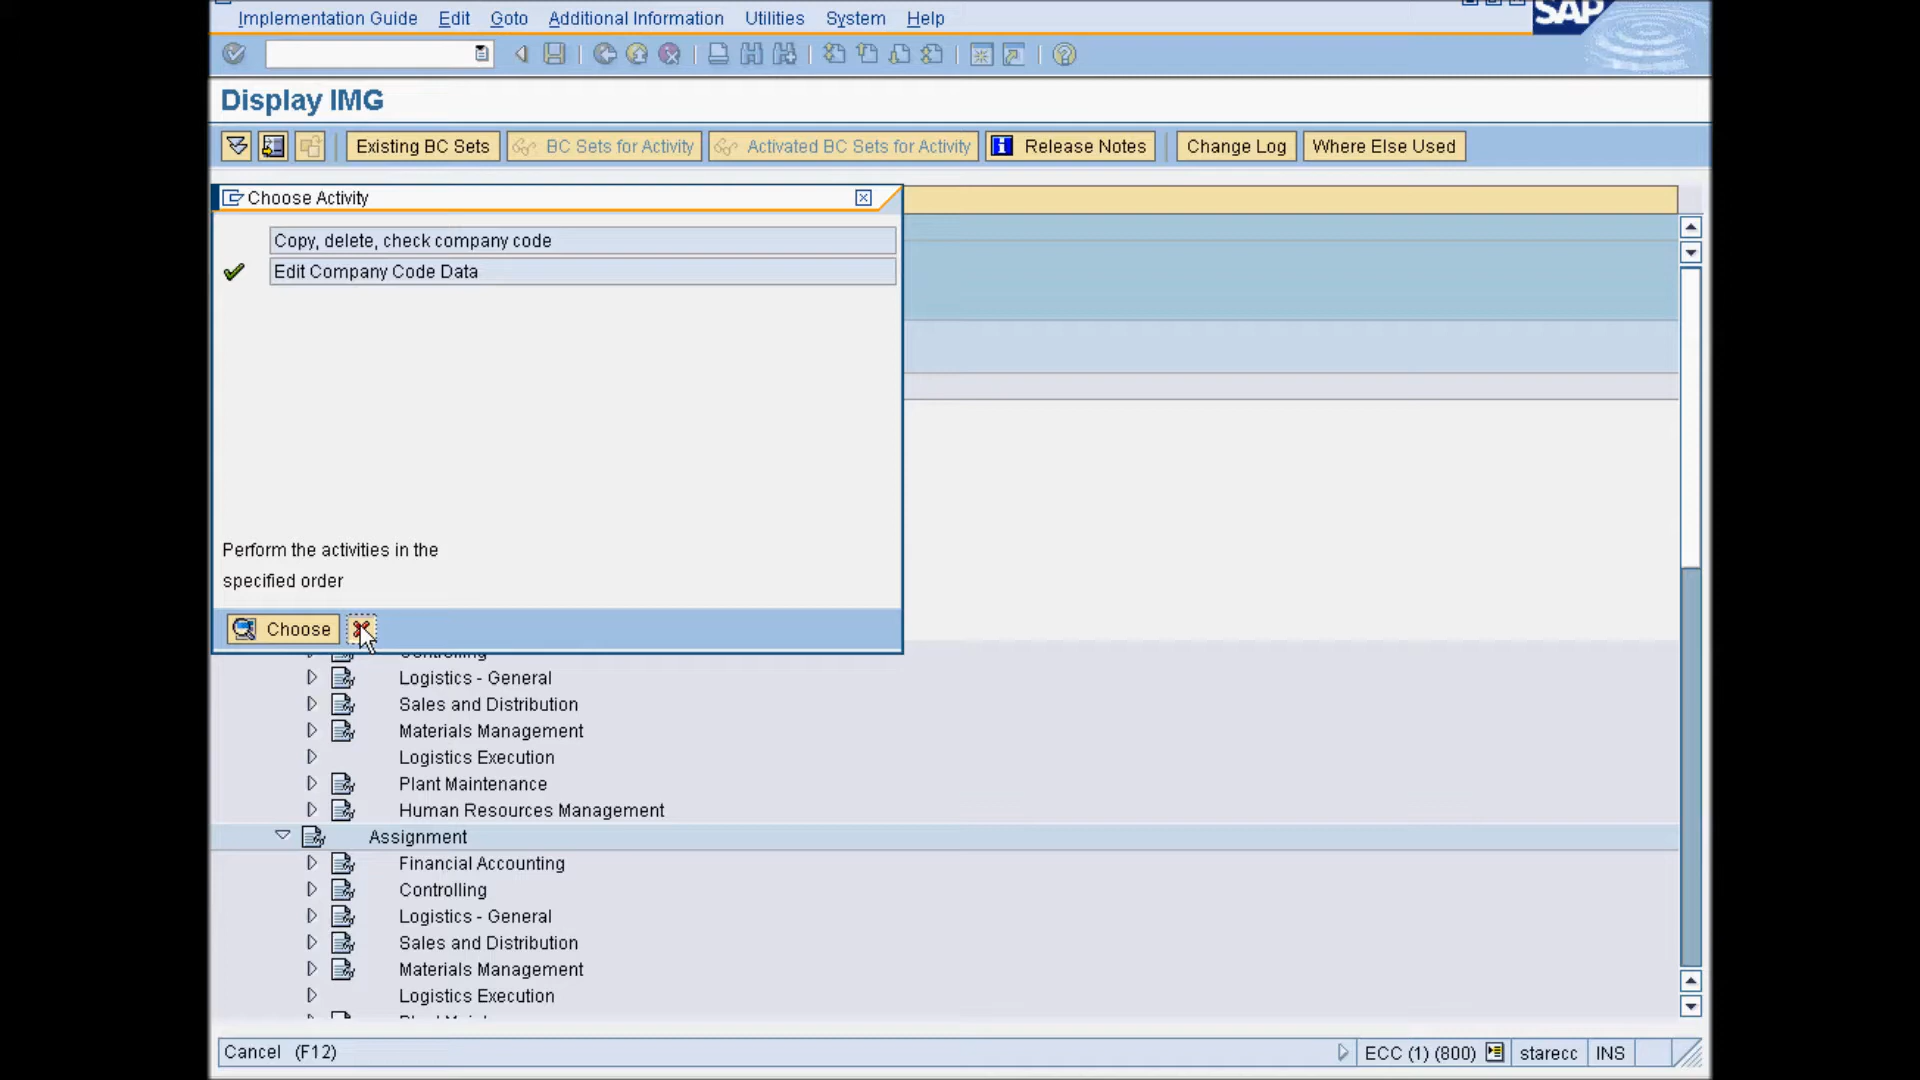 Implementation Guide Edit Goto Additional Information Utilities System Help
SAP
Display IMG
Existing BC Sets BC Sets for Activity Activated BC Sets for Activity Release Notes Change Log Where Else Used
Choose Activity
Copy, delete, check company code
Edit Company Code Data
Perform the activities in the
specified order
Choose
Controlling
Logistics - General
Sales and Distribution
Materials Management
Logistics Execution
Plant Maintenance
Human Resources Management
Assignment
Financial Accounting
Controlling
Logistics - General
Sales and Distribution
Materials Management
Logistics Execution
Cancel (F12) ECC (1) (800) starecc INS